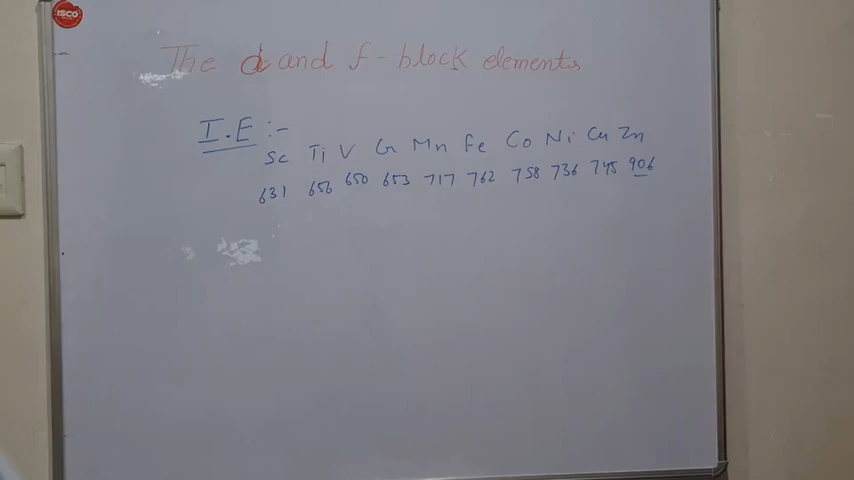 ISCO
The d and f-block elements
I.E :-
Sc Ti V Cr Mn Fe Co Ni Cu Zn
631 656 650 653 717 762 758 736 745 906